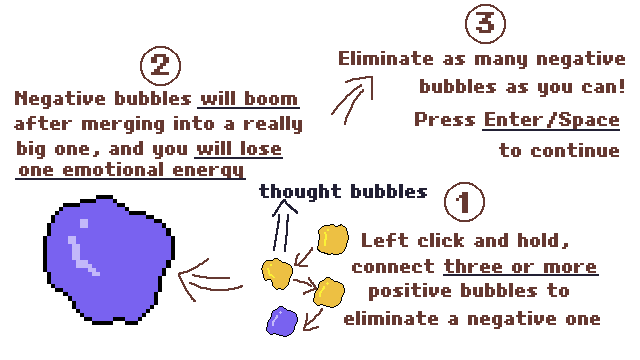 1
thought bubbles
Left click and hold,
connect three or more
positive bubbles to
eliminate a negative one
2
Negative bubbles will boom
after merging into a really
big one, and you will lose
one emotional energy
3
Eliminate as many negative
bubbles as you can!
Press Enter/Space
to continue